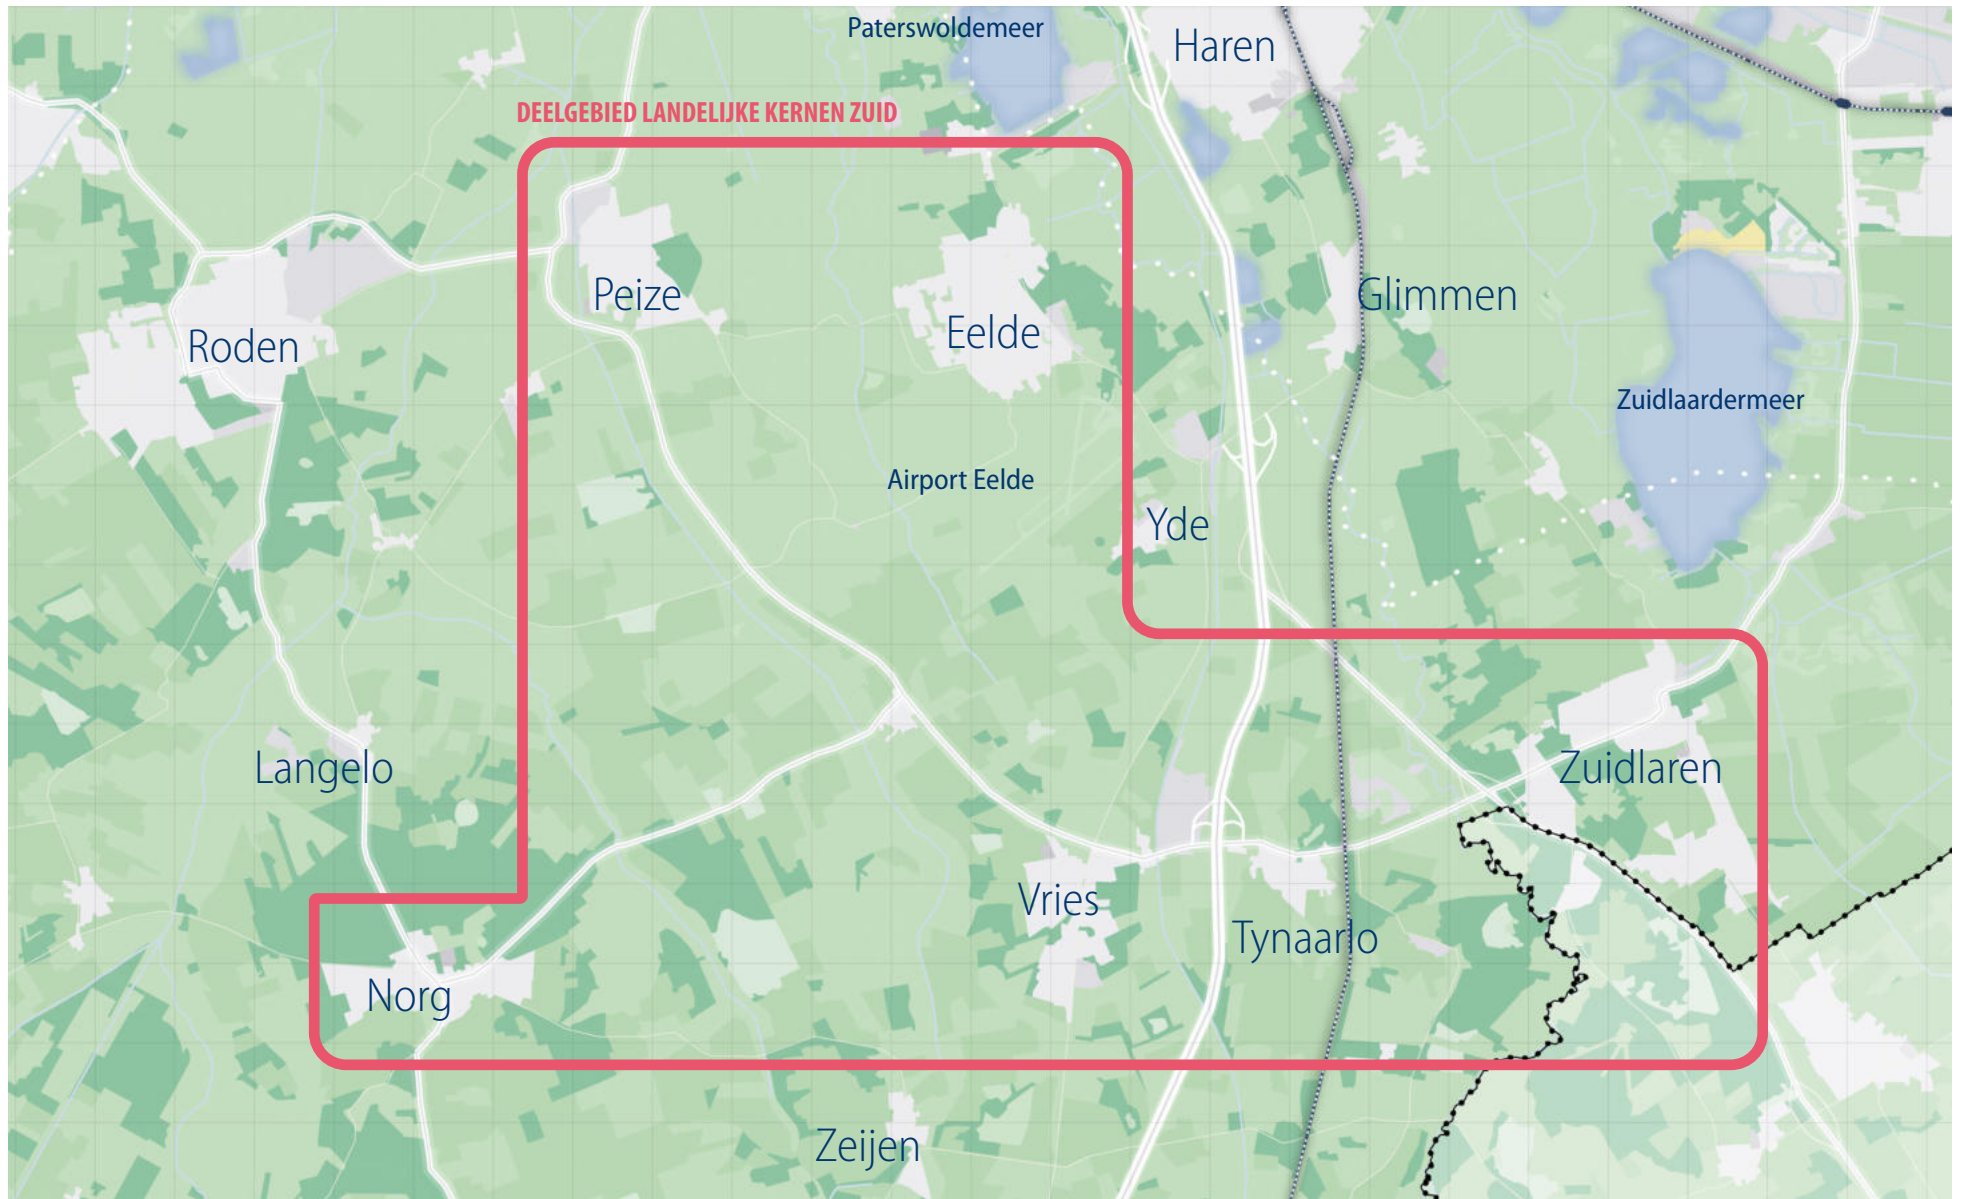 Paterswoldemeer
Haren
DEELGEBIED LANDELIJKE KERNEN ZUID
Peize
Glimmen
Eelde
Roden
Zuidlaardermeer
Airport Eelde
Yde
Langelo
Zuidlaren
Vries
Tynaarlo
Norg
Zeijen